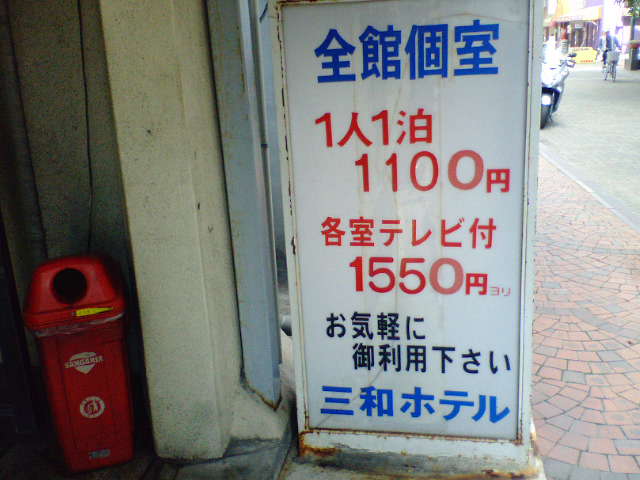 全館個室
1人1泊
1100円
各室テレビ付
1550円ヨリ
お気軽に
御利用下さい
三和ホテル
SANGARIA